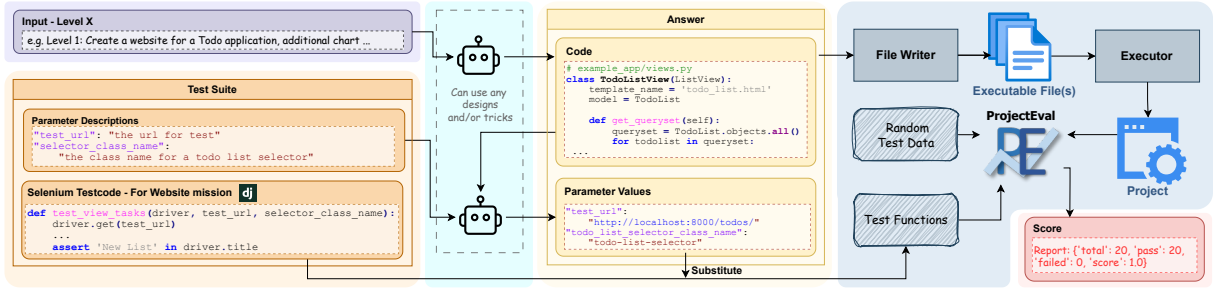 Input - Level X
e.g. Level 1: Create a website for a Todo application, additional chart ...
Test Suite
Parameter Descriptions
"test_url": "the url for test"
"selector_class_name":
"the class name for a todo list selector"
Selenium Testcode - For Website mission
dj
def test_view_tasks(driver, test_url, selector_class_name):
driver.get(test_url)
...
assert 'New List' in driver.title
Can use any
designs
and/or tricks
Answer
Code
# example_app/views.py
class TodoListView(ListView):
template_name = 'todo_list.html'
model = TodoList
def get_queryset(self):
queryset = TodoList.objects.all()
for todolist in queryset:
...
Parameter Values
"test_url":
"http://localhost:8000/todos/"
"todo_list_selector_class_name":
"todo-list-selector"
Substitute
File Writer
Executable File(s)
Executor
Random
Test Data
ProjectEval
PE
Project
Test Functions
Score
Report: {'total': 20, 'pass': 20,
'failed': 0, 'score': 1.0}